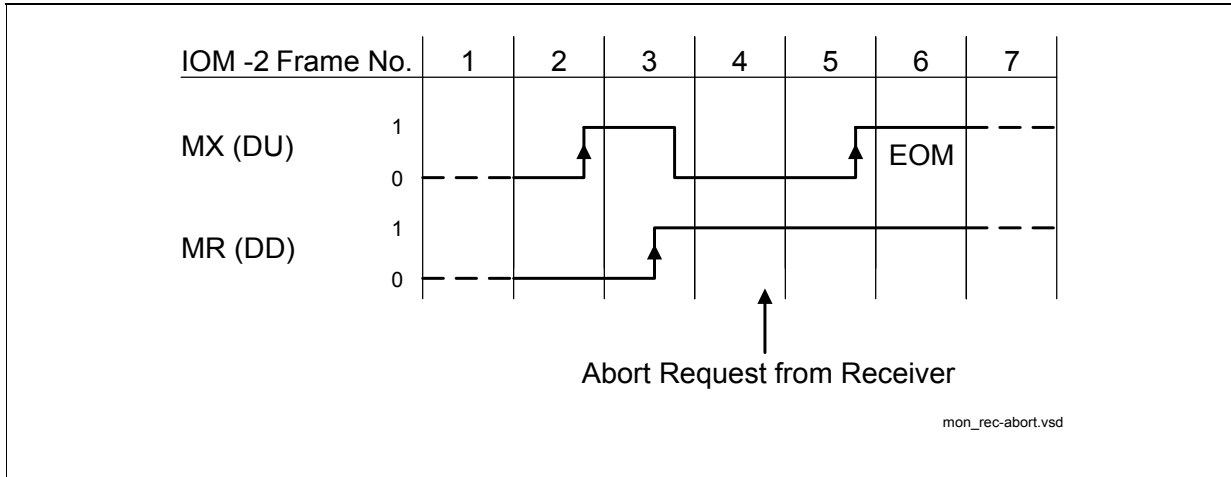 IOM -2 Frame No. 1 2 3 4 5 6 7
1
MX (DU)
0
EOM
1
MR (DD)
0
Abort Request from Receiver
mon_rec-abort.vsd